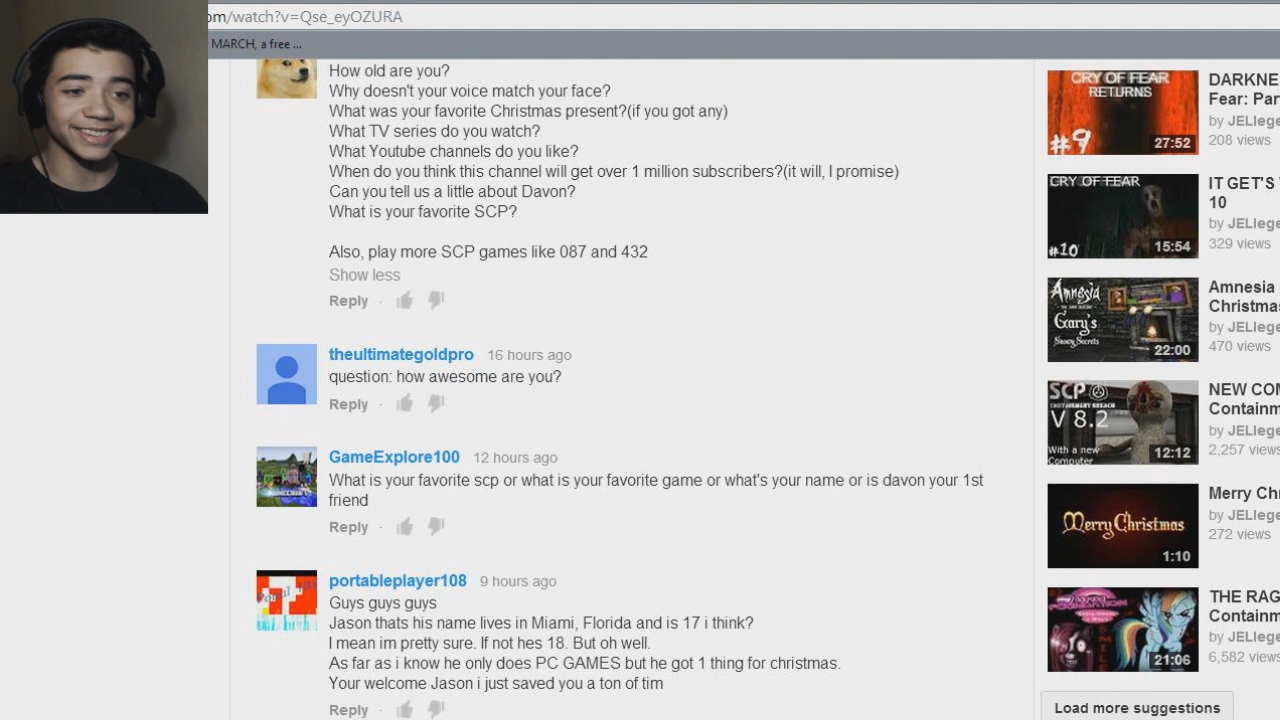 om/watch?v=Qse_eyOZURA
MARCH, a free ...
How old are you?
Why doesn't your voice match your face?
What was your favorite Christmas present?(if you got any)
What TV series do you watch?
What Youtube channels do you like?
When do you think this channel will get over 1 million subscribers?(it will, I promise)
Can you tell us a little about Davon?
What is your favorite SCP?
Also, play more SCP games like 087 and 432
Show less
Reply ·
theultimategoldpro 16 hours ago
question: how awesome are you?
Reply ·
GameExplore100 12 hours ago
What is your favorite scp or what is your favorite game or what's your name or is davon your 1st
friend
Reply ·
portableplayer108 9 hours ago
Guys guys guys
Jason thats his name lives in Miami, Florida and is 17 i think?
I mean im pretty sure. If not hes 18. But oh well.
As far as i know he only does PC GAMES but he got 1 thing for christmas.
Your welcome Jason i just saved you a ton of tim
Reply ·
CRY OF FEAR
RETURNS
#9
27:52
DARKNE
Fear: Par
by JELlege
208 views
CRY OF FEAR
#10
15:54
IT GET'S
10
by JELlege
329 views
Amnesia
Gary's
Snowy Secrets
22:00
Amnesia
Christma
by JELlege
470 views
SCP
V 8.2
With a new
Computer
12:12
NEW CON
Containm
by JELlege
2,257 views
Merry Christmas
1:10
Merry Chr
by JELlege
272 views
21:06
THE RAG
Containm
by JELlege
6,582 views
Load more suggestions